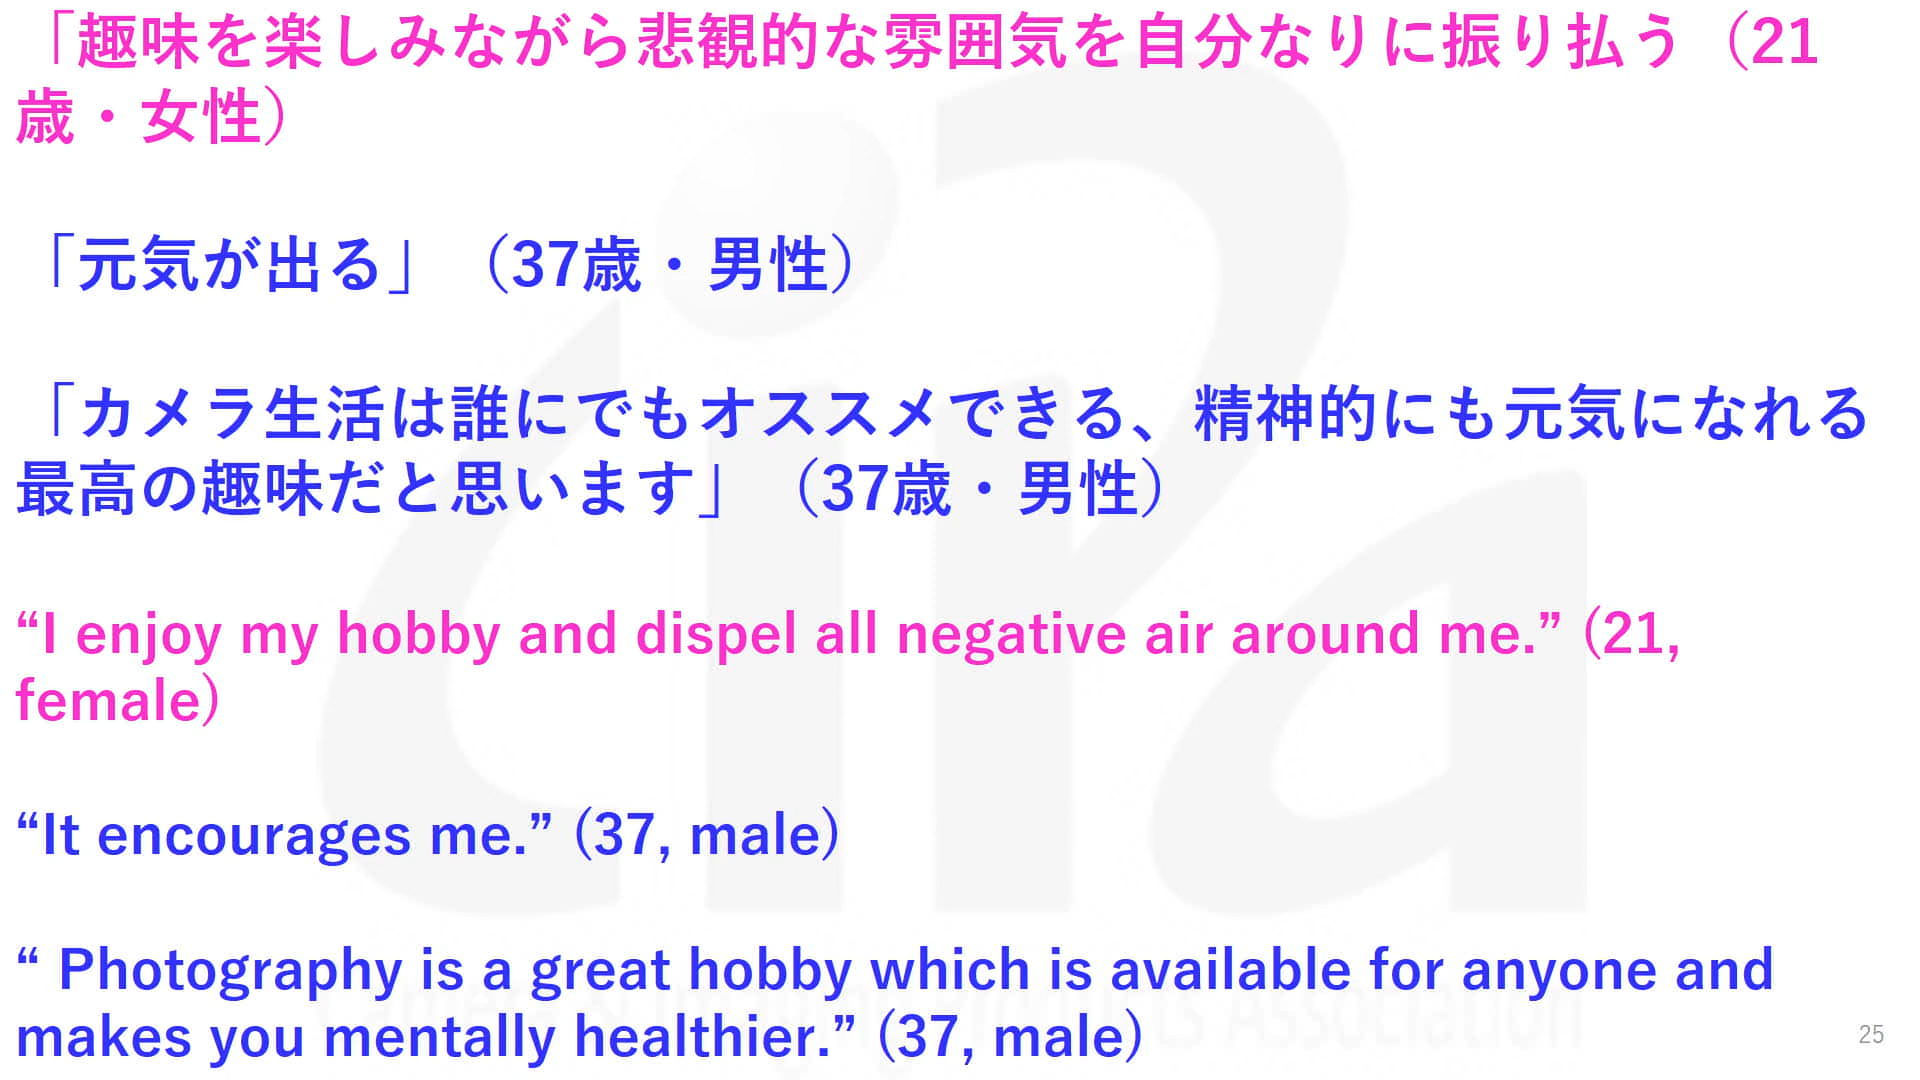 「趣味を楽しみながら悲観的な雰囲気を自分なりに振り払う（21
歳・女性）
「元気が出る」（37歳・男性）
「カメラ生活は誰にでもオススメできる、精神的にも元気になれる
最高の趣味だと思います」（37歳・男性）
“I enjoy my hobby and dispel all negative air around me.” (21,
female)
“It encourages me.” (37, male)
“ Photography is a great hobby which is available for anyone and
makes you mentally healthier.” (37, male)
25
cipa
Camera & Imaging Products Association